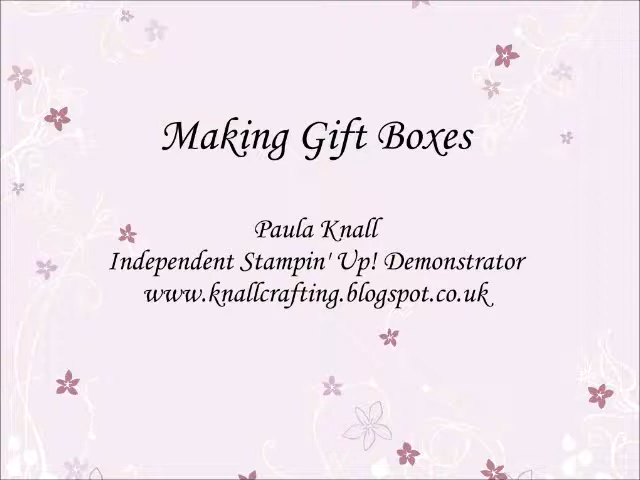 Making Gift Boxes
Paula Knall
Independent Stampin' Up! Demonstrator
www.knallcrafting.blogspot.co.uk